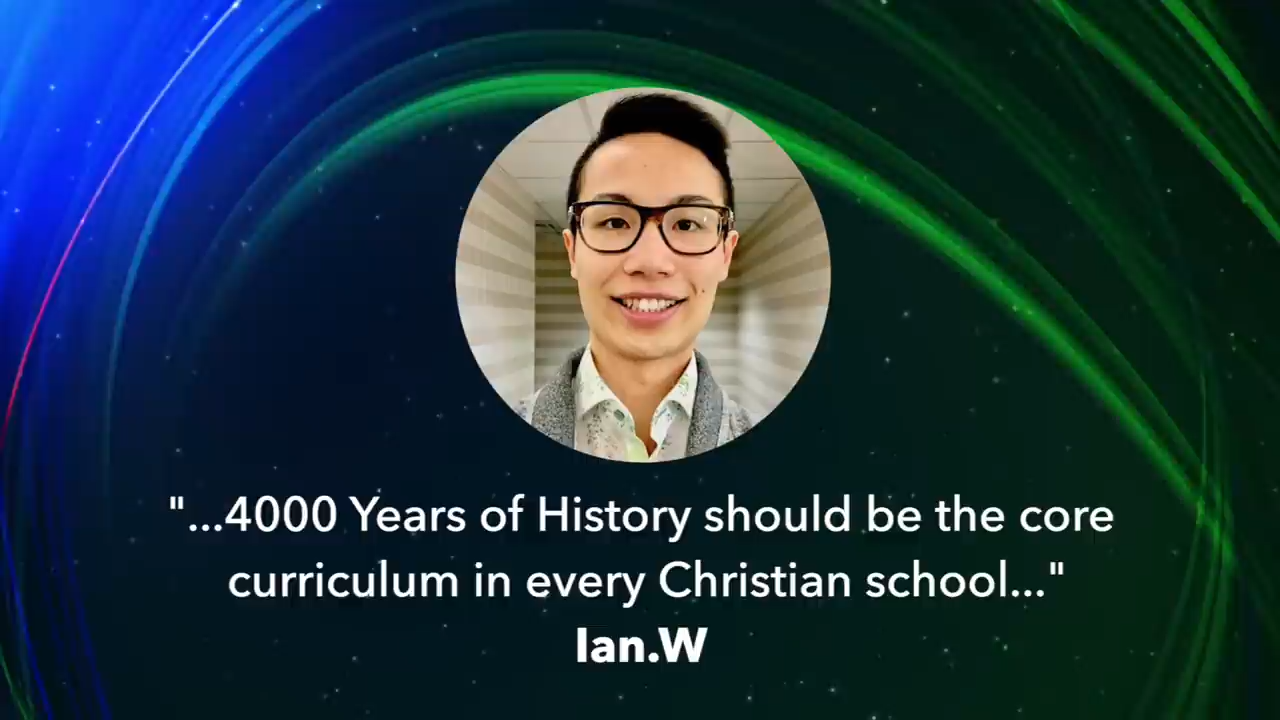 "...4000 Years of History should be the core
curriculum in every Christian school..."
Ian.W